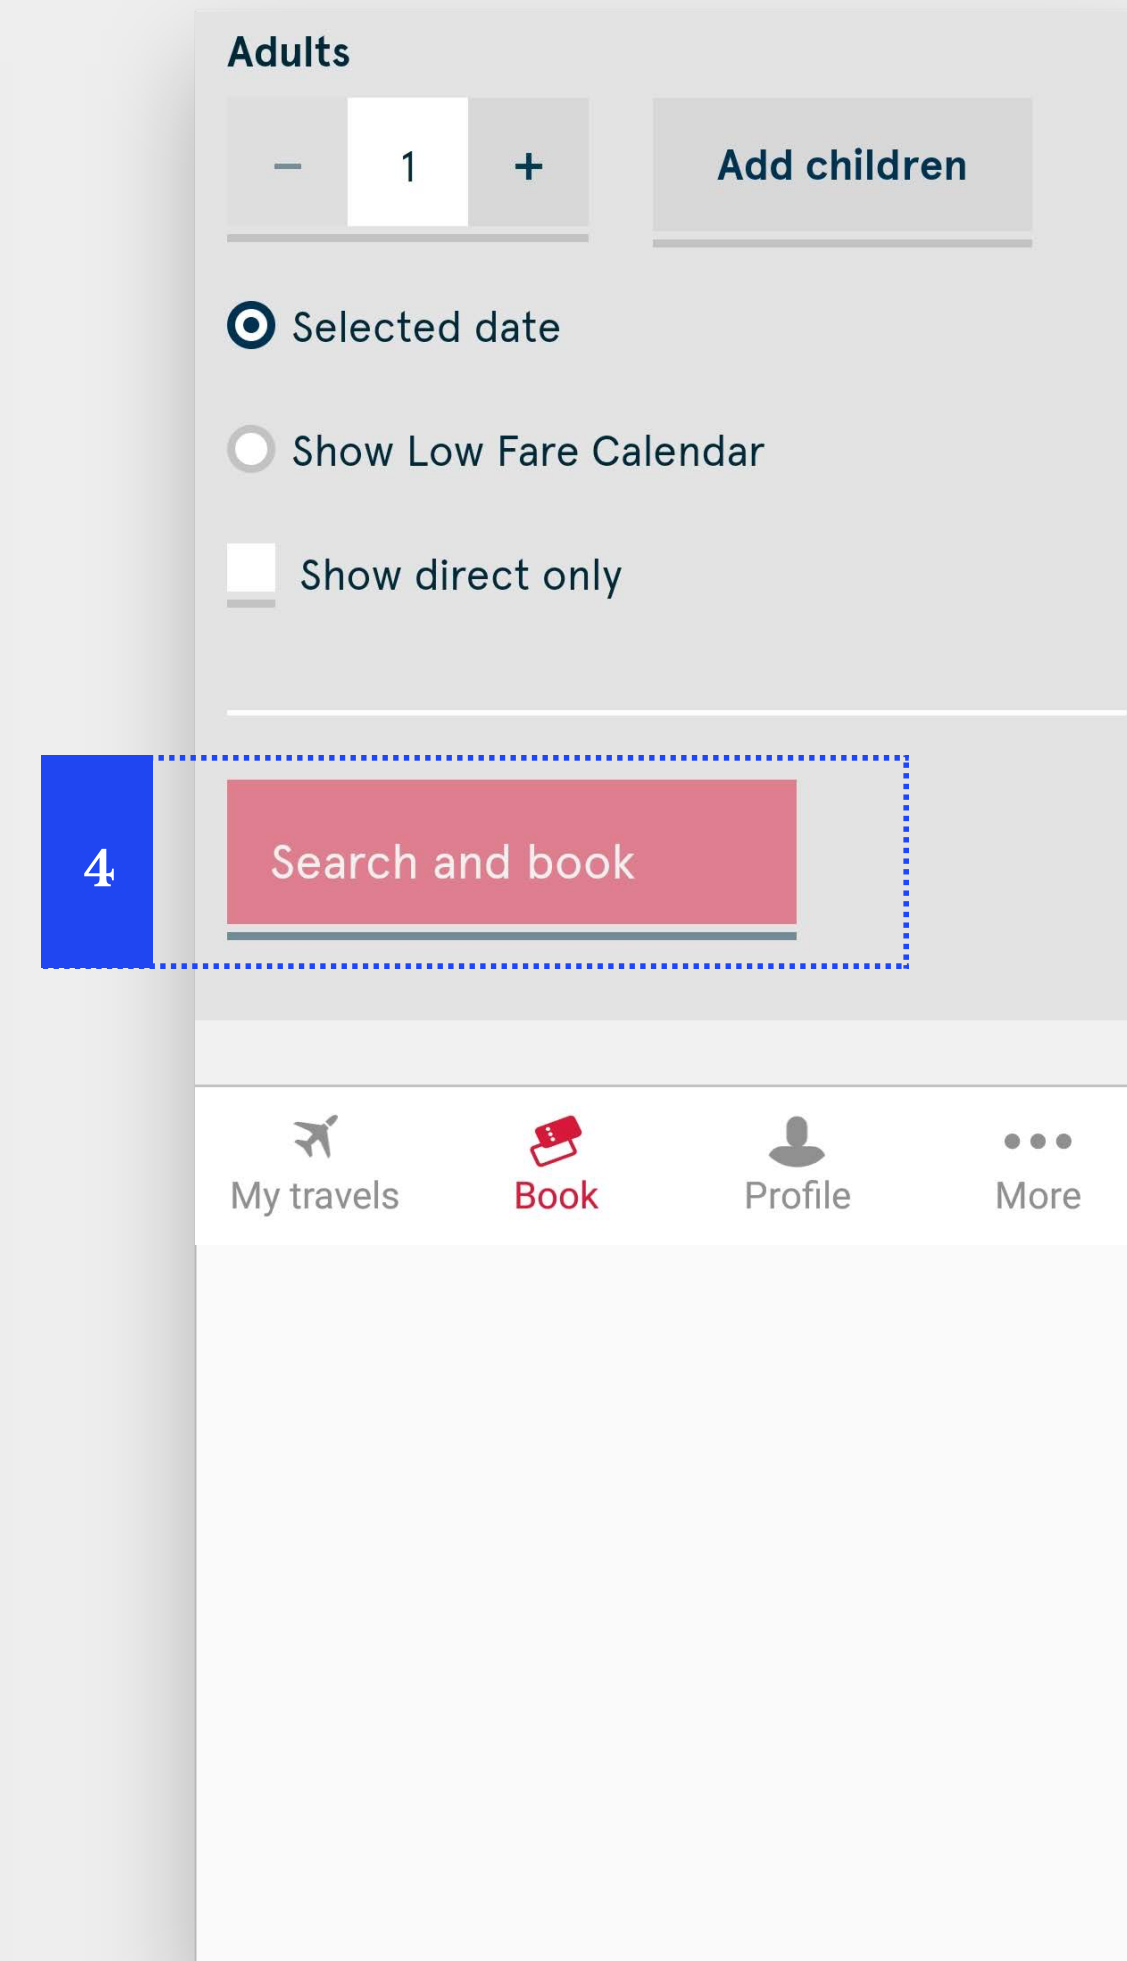 Adults
− 1 + Add children
Selected date
Show Low Fare Calendar
Show direct only
4 Search and book
My travels Book Profile More